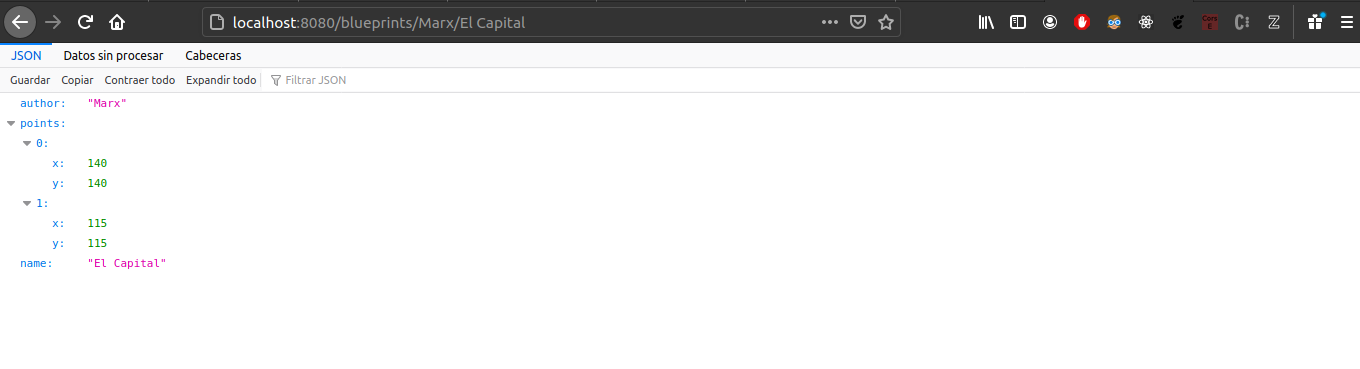 localhost:8080/blueprints/Marx/El Capital
JSON Datos sin procesar Cabeceras
Guardar Copiar Contraer todo Expandir todo Filtrar JSON
author: "Marx"
points:
0:
x: 140
y: 140
1:
x: 115
y: 115
name: "El Capital"